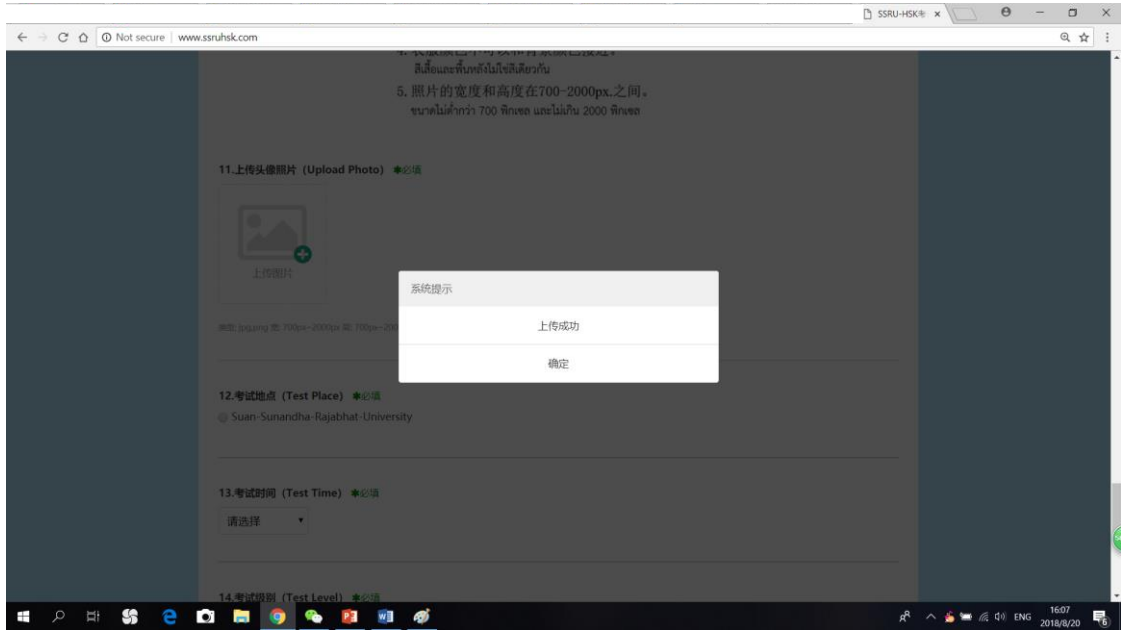 SSRU-HSK考
Not secure | www.ssruhsk.com
สีเสื้อและพื้นหลังไม่ใช่สีเดียวกัน
5. 照片的宽度和高度在700-2000px.之间。
ขนาดไม่ต่ำกว่า 700 พิกเซล และไม่เกิน 2000 พิกเซล
11.上传头像照片 (Upload Photo) ✱必填
上传图片
系统提示
上传成功
确定
12.考试地点 (Test Place) ✱必填
Suan-Sunandha-Rajabhat-University
13.考试时间 (Test Time) ✱必填
请选择
14.考试级别 (Test Level) ✱必填
ENG
16:07
2018/8/20
6